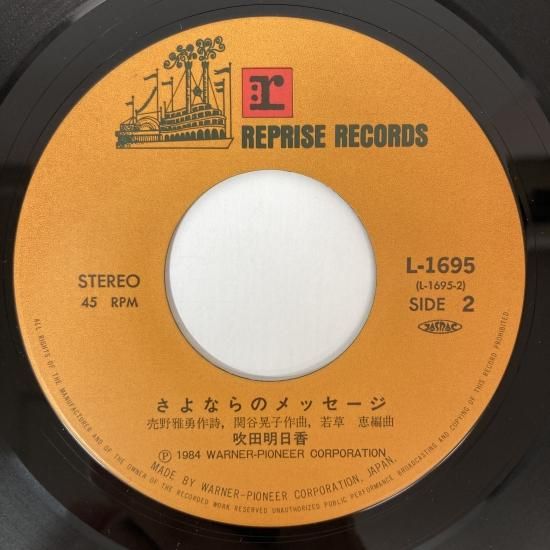 r
REPRISE RECORDS
STEREO
45 RPM
L-1695
(L-1695-2)
SIDE 2
JASRAC
さよならのメッセージ
売野雅勇作詩, 関谷晃子作曲, 若草 恵編曲
吹田明日香
Ⓟ 1984 WARNER-PIONEER CORPORATION
MADE BY WARNER-PIONEER CORPORATION, JAPAN.
ALL RIGHTS OF THE MANUFACTURER AND OF THE OWNER OF THE RECORDED WORK RESERVED UNAUTHORIZED PUBLIC PERFORMANCE BROADCASTING AND COPYING OF THIS RECORD PROHIBITED.